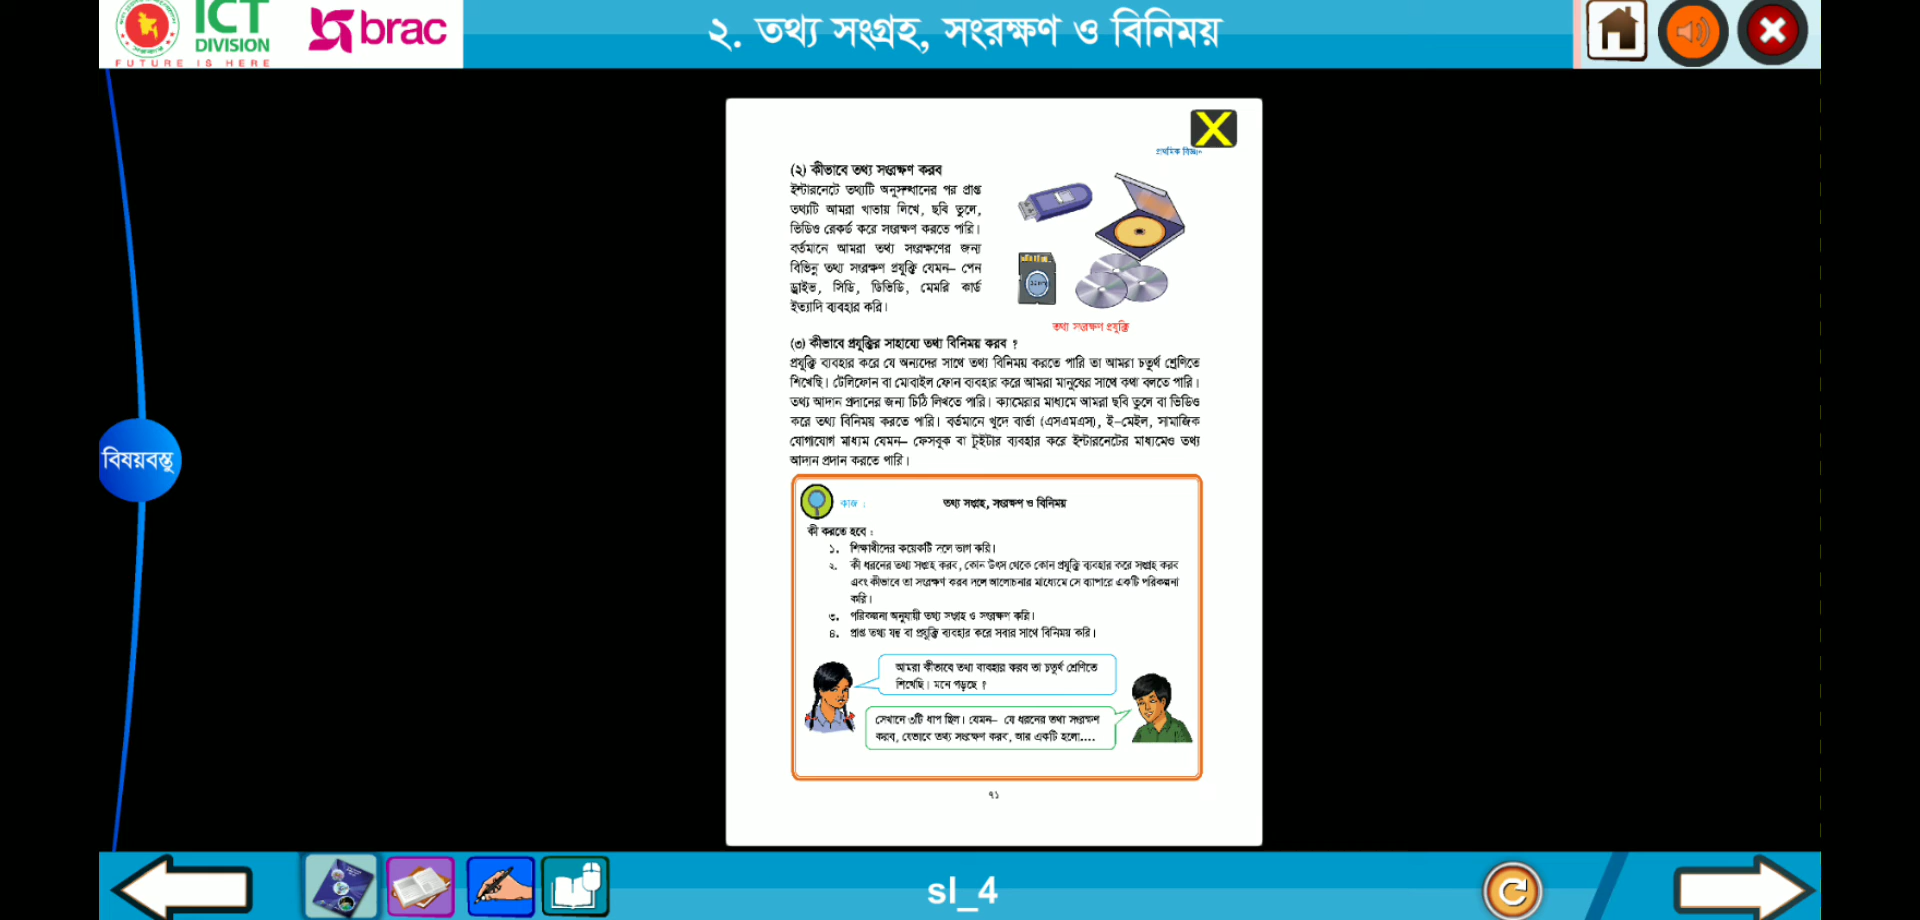 ICT
DIVISION
FUTURE IS HERE
brac
২. তথ্য সংগ্রহ, সংরক্ষণ ও বিনিময়
X
প্রাথমিক বিজ্ঞান
(২) কীভাবে তথ্য সংরক্ষণ করব
ইন্টারনেটে তথ্যটি অনুসন্ধানের পর প্রাপ্ত
তথ্যটি আমরা খাতায় লিখে, ছবি তুলে,
ভিডিও রেকর্ড করে সংরক্ষণ করতে পারি।
বর্তমানে আমরা তথ্য সংরক্ষণের জন্য
বিভিন্ন তথ্য সংরক্ষণ প্রযুক্তি যেমন– পেন
ড্রাইভ, সিডি, ডিভিডি, মেমরি কার্ড
ইত্যাদি ব্যবহার করি।
তথ্য সংরক্ষণ প্রযুক্তি
(৩) কীভাবে প্রযুক্তির সাহায্যে তথ্য বিনিময় করব ?
প্রযুক্তি ব্যবহার করে যে অন্যদের সাথে তথ্য বিনিময় করতে পারি তা আমরা চতুর্থ শ্রেণিতে
শিখেছি। টেলিফোন বা মোবাইল ফোন ব্যবহার করে আমরা মানুষের সাথে কথা বলতে পারি।
তথ্য আদান প্রদানের জন্য চিঠি লিখতে পারি। ক্যামেরার মাধ্যমে আমরা ছবি তুলে বা ভিডিও
করে তথ্য বিনিময় করতে পারি। বর্তমানে খুদে বার্তা (এসএমএস), ই–মেইল, সামাজিক
যোগাযোগ মাধ্যম যেমন– ফেসবুক বা টুইটার ব্যবহার করে ইন্টারনেটের মাধ্যমেও তথ্য
আদান প্রদান করতে পারি।
কাজ :
তথ্য সংগ্রহ, সংরক্ষণ ও বিনিময়
কী করতে হবে :
১. শিক্ষার্থীদের কয়েকটি দলে ভাগ করি।
২. কী ধরনের তথ্য সংগ্রহ করব, কোন উৎস থেকে কোন প্রযুক্তি ব্যবহার করে সংগ্রহ করব
এবং কীভাবে তা সংরক্ষণ করব দলে আলোচনার মাধ্যমে সে ব্যাপারে একটি পরিকল্পনা
করি।
৩. পরিকল্পনা অনুযায়ী তথ্য সংগ্রহ ও সংরক্ষণ করি।
৪. প্রাপ্ত তথ্য যন্ত্র বা প্রযুক্তি ব্যবহার করে সবার সাথে বিনিময় করি।
আমরা কীভাবে তথ্য ব্যবহার করব তা চতুর্থ শ্রেণিতে
শিখেছি। মনে পড়ছে ?
সেখানে ৩টি ধাপ ছিল। যেমন– যে ধরনের তথ্য সংরক্ষণ
করব, যেভাবে তথ্য সংরক্ষণ করব, আর একটি হলো....
৭১
বিষয়বস্তু
sl_4